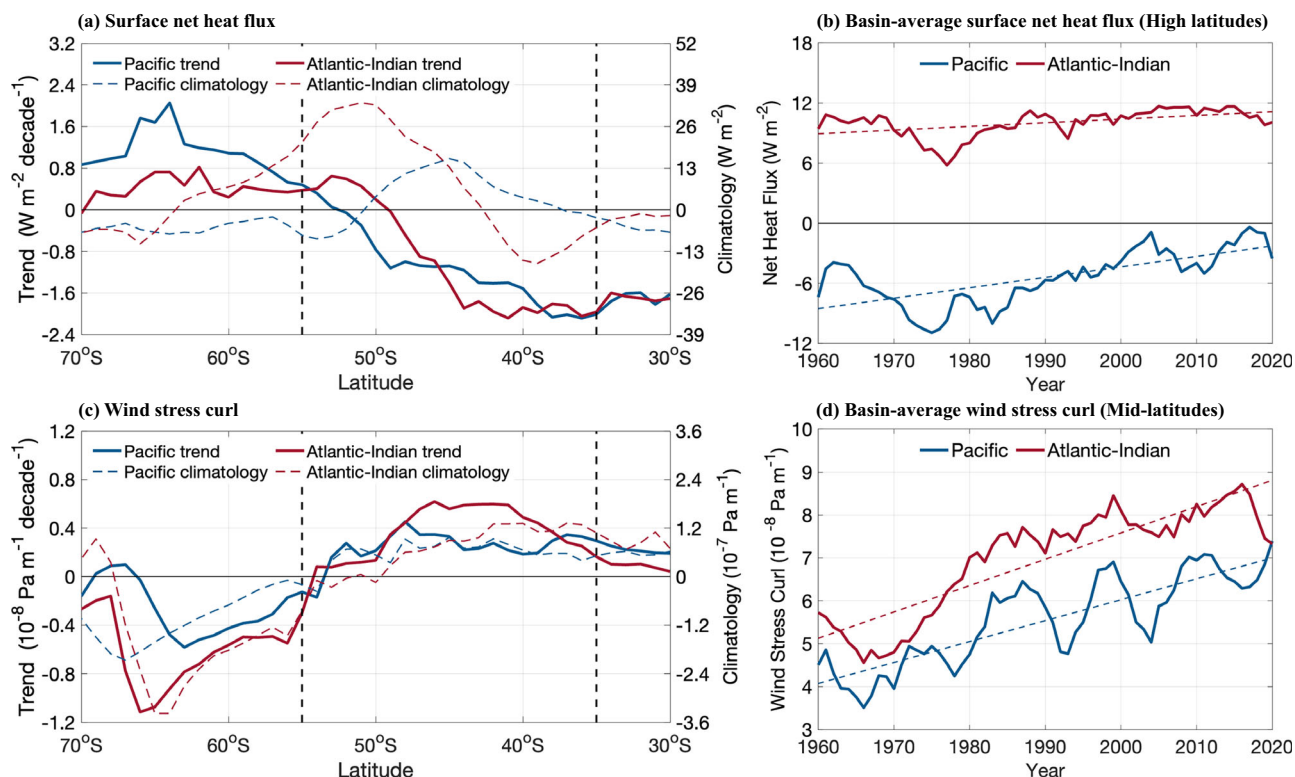 (a) Surface net heat flux
3.2
2.4
1.6
0.8
0
-0.8
-1.6
-2.4
Trend (W m⁻² decade⁻¹)
Pacific trend
Atlantic-Indian trend
Pacific climatology
Atlantic-Indian climatology
52
39
26
13
0
-13
-26
-39
Climatology (W m⁻²)
70°S
60°S
50°S
40°S
30°S
Latitude
(b) Basin-average surface net heat flux (High latitudes)
18
12
6
0
-6
-12
Net Heat Flux (W m⁻²)
Pacific
Atlantic-Indian
1960
1970
1980
1990
2000
2010
2020
Year
(c) Wind stress curl
1.2
0.8
0.4
0
-0.4
-0.8
-1.2
Trend (10⁻⁸ Pa m⁻¹ decade⁻¹)
Pacific trend
Atlantic-Indian trend
Pacific climatology
Atlantic-Indian climatology
3.6
2.4
1.2
0
-1.2
-2.4
-3.6
Climatology (10⁻⁷ Pa m⁻¹)
70°S
60°S
50°S
40°S
30°S
Latitude
(d) Basin-average wind stress curl (Mid-latitudes)
10
9
8
7
6
5
4
3
Wind Stress Curl (10⁻⁸ Pa m⁻¹)
Pacific
Atlantic-Indian
1960
1970
1980
1990
2000
2010
2020
Year